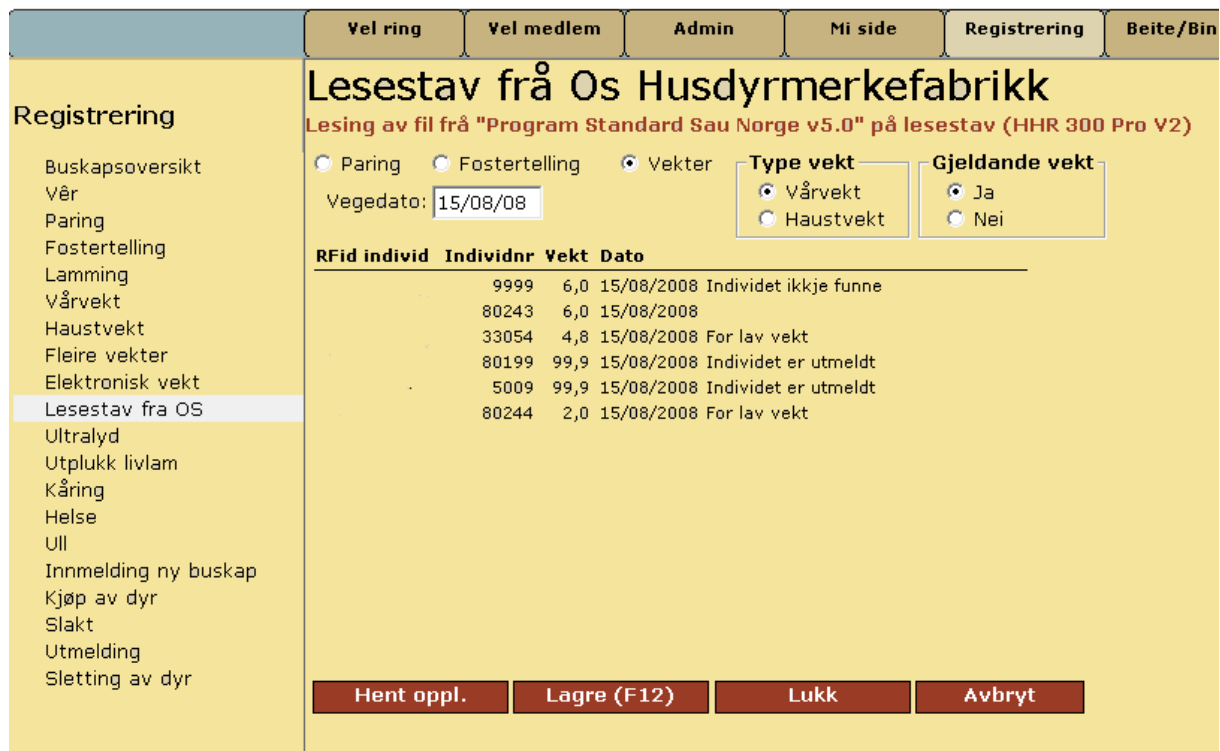 Vel ring Vel medlem Admin Mi side Registrering Beite/Bin
Registrering
Buskapsoversikt
Vêr
Paring
Fostertelling
Lamming
Vårvekt
Haustvekt
Fleire vekter
Elektronisk vekt
Lesestav fra OS
Ultralyd
Utplukk livlam
Kåring
Helse
Ull
Innmelding ny buskap
Kjøp av dyr
Slakt
Utmelding
Sletting av dyr
Lesestav frå Os Husdyrmerkefabrikk
Lesing av fil frå "Program Standard Sau Norge v5.0" på lesestav (HHR 300 Pro V2)
Paring Fostertelling Vekter
Vegedato: 15/08/08
Type vekt
Vårvekt
Haustvekt
Gjeldande vekt
Ja
Nei
RFid individ Individnr Vekt Dato
9999 6,0 15/08/2008 Individet ikkje funne
80243 6,0 15/08/2008
33054 4,8 15/08/2008 For lav vekt
80199 99,9 15/08/2008 Individet er utmeldt
5009 99,9 15/08/2008 Individet er utmeldt
80244 2,0 15/08/2008 For lav vekt
Hent oppl. Lagre (F12) Lukk Avbryt